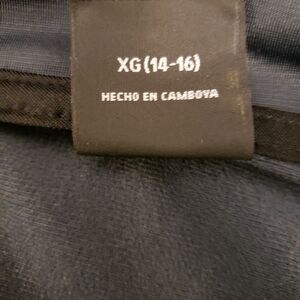 XG (14-16)
HECHO EN CAMBOYA